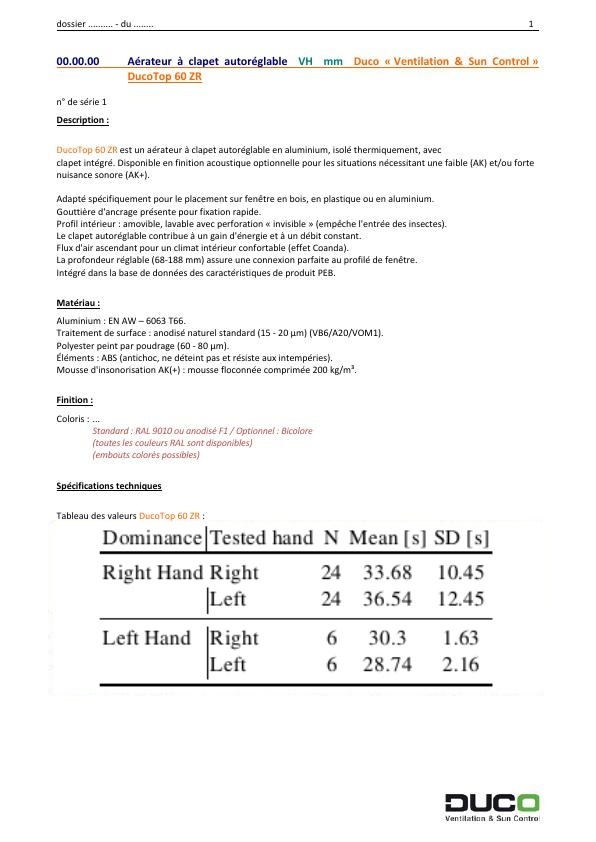 dossier .......... - du ........ 1
00.00.00 Aérateur à clapet autoréglable VH mm Duco « Ventilation & Sun Control »
DucoTop 60 ZR
n° de série 1
Description :
DucoTop 60 ZR est un aérateur à clapet autoréglable en aluminium, isolé thermiquement, avec
clapet intégré. Disponible en finition acoustique optionnelle pour les situations nécessitant une faible (AK) et/ou forte
nuisance sonore (AK+).
Adapté spécifiquement pour le placement sur fenêtre en bois, en plastique ou en aluminium.
Gouttière d'ancrage présente pour fixation rapide.
Profil intérieur : amovible, lavable avec perforation « invisible » (empêche l'entrée des insectes).
Le clapet autoréglable contribue à un gain d'énergie et à un débit constant.
Flux d'air ascendant pour un climat intérieur confortable (effet Coanda).
La profondeur réglable (68-188 mm) assure une connexion parfaite au profilé de fenêtre.
Intégré dans la base de données des caractéristiques de produit PEB.
Matériau :
Aluminium : EN AW – 6063 T66.
Traitement de surface : anodisé naturel standard (15 - 20 µm) (VB6/A20/VOM1).
Polyester peint par poudrage (60 - 80 µm).
Éléments : ABS (antichoc, ne déteint pas et résiste aux intempéries).
Mousse d'insonorisation AK(+) : mousse floconnée comprimée 200 kg/m³.
Finition :
Coloris : ...
Standard : RAL 9010 ou anodisé F1 / Optionnel : Bicolore
(toutes les couleurs RAL sont disponibles)
(embouts colorés possibles)
Spécifications techniques
Tableau des valeurs DucoTop 60 ZR :
Dominance Tested hand N Mean [s] SD [s]
Right Hand Right 24 33.68 10.45
Left 24 36.54 12.45
Left Hand Right 6 30.3 1.63
Left 6 28.74 2.16
DUCO
Ventilation & Sun Control